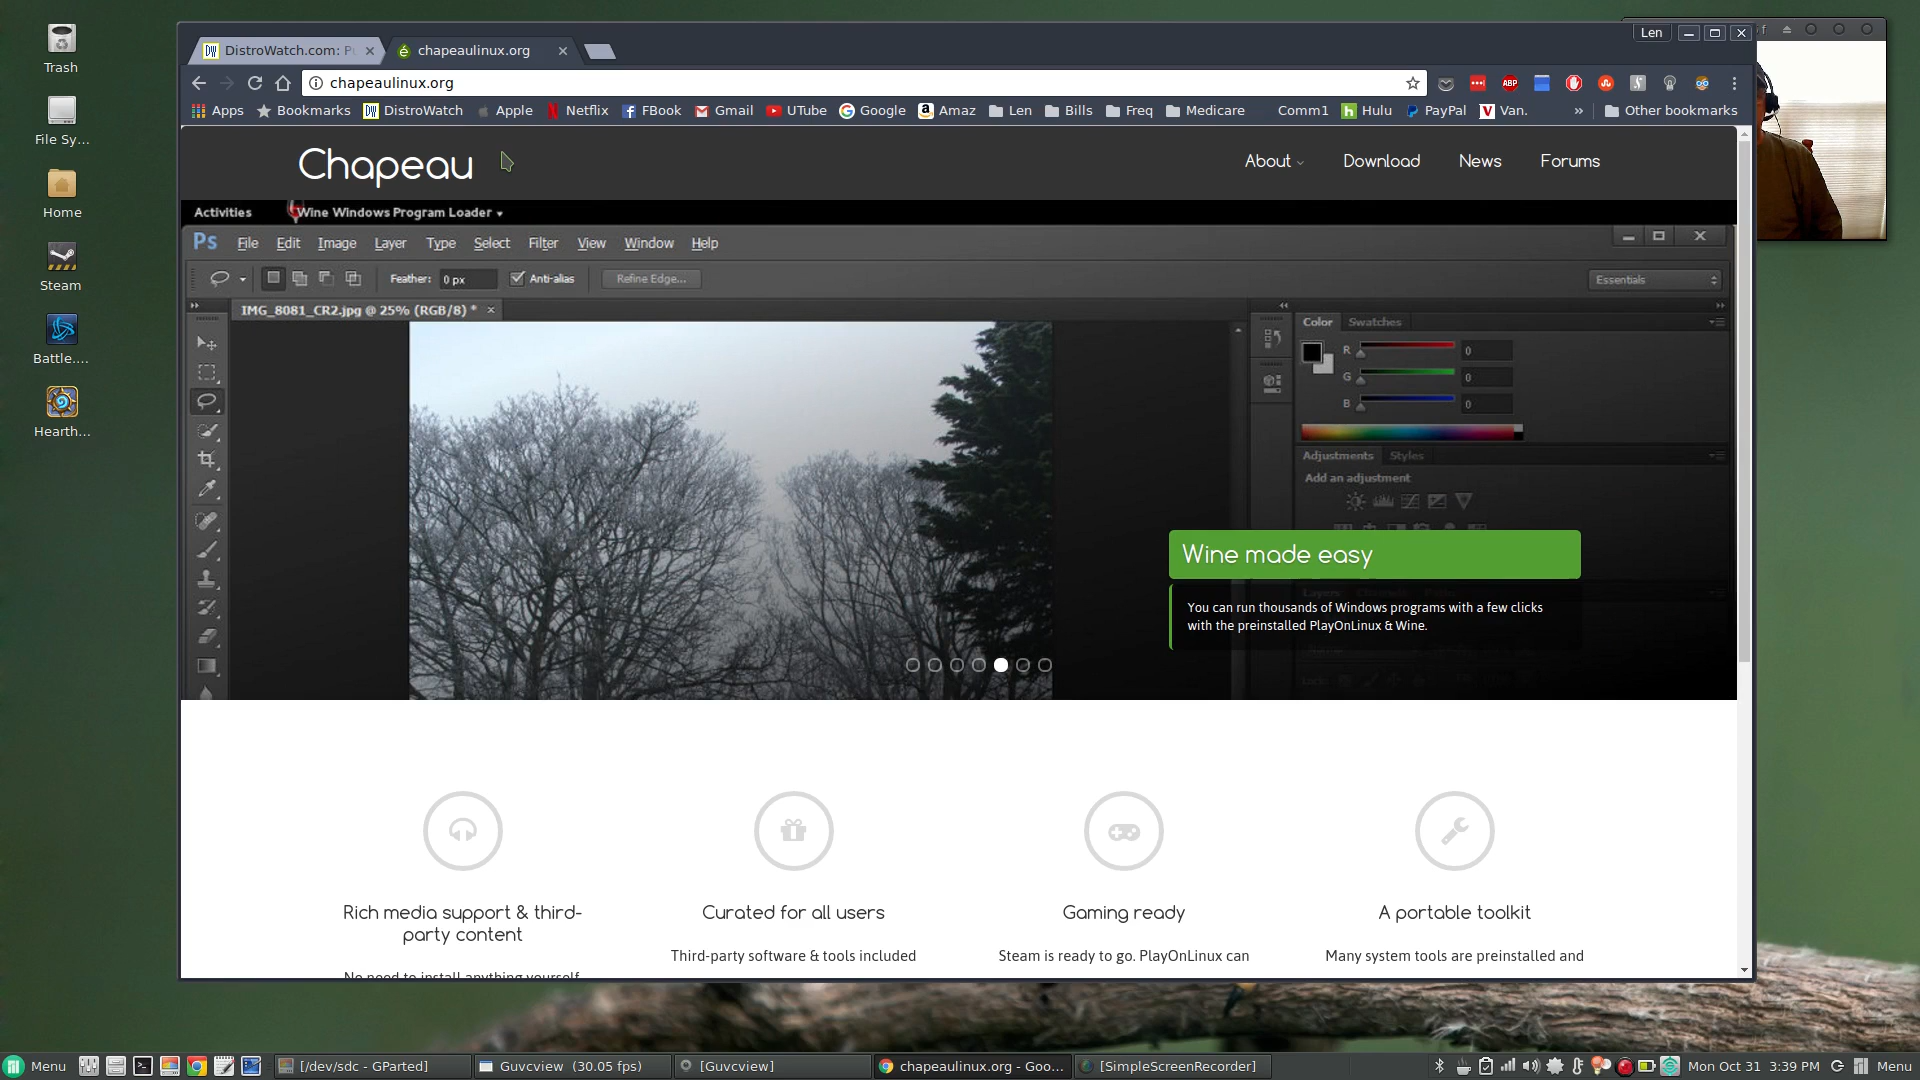 Trash
File Sy...
Home
Steam
Battle....
Hearth...
Len
DistroWatch.com: Pu
chapeaulinux.org
chapeaulinux.org
Apps Bookmarks DistroWatch Apple Netflix FBook Gmail UTube Google Amaz Len Bills Freq Medicare Comm1 Hulu PayPal Van. » Other bookmarks
Chapeau
About Download News Forums
Activities Wine Windows Program Loader
Ps File Edit Image Layer Type Select Filter View Window Help
Feather: 0 px Anti-alias Refine Edge... Essentials
IMG_8081_CR2.jpg @ 25% (RGB/8) * ×
Color Swatches
R 0
G 0
B 0
Adjustments Styles
Add an adjustment
Wine made easy
You can run thousands of Windows programs with a few clicks
with the preinstalled PlayOnLinux & Wine.
Rich media support & third-
party content
No need to install anything yourself
Curated for all users
Third-party software & tools included
Gaming ready
Steam is ready to go. PlayOnLinux can
A portable toolkit
Many system tools are preinstalled and
Menu [/dev/sdc - GParted] Guvcview (30.05 fps) [Guvcview] chapeaulinux.org - Goo... [SimpleScreenRecorder] Mon Oct 31 3:39 PM Menu